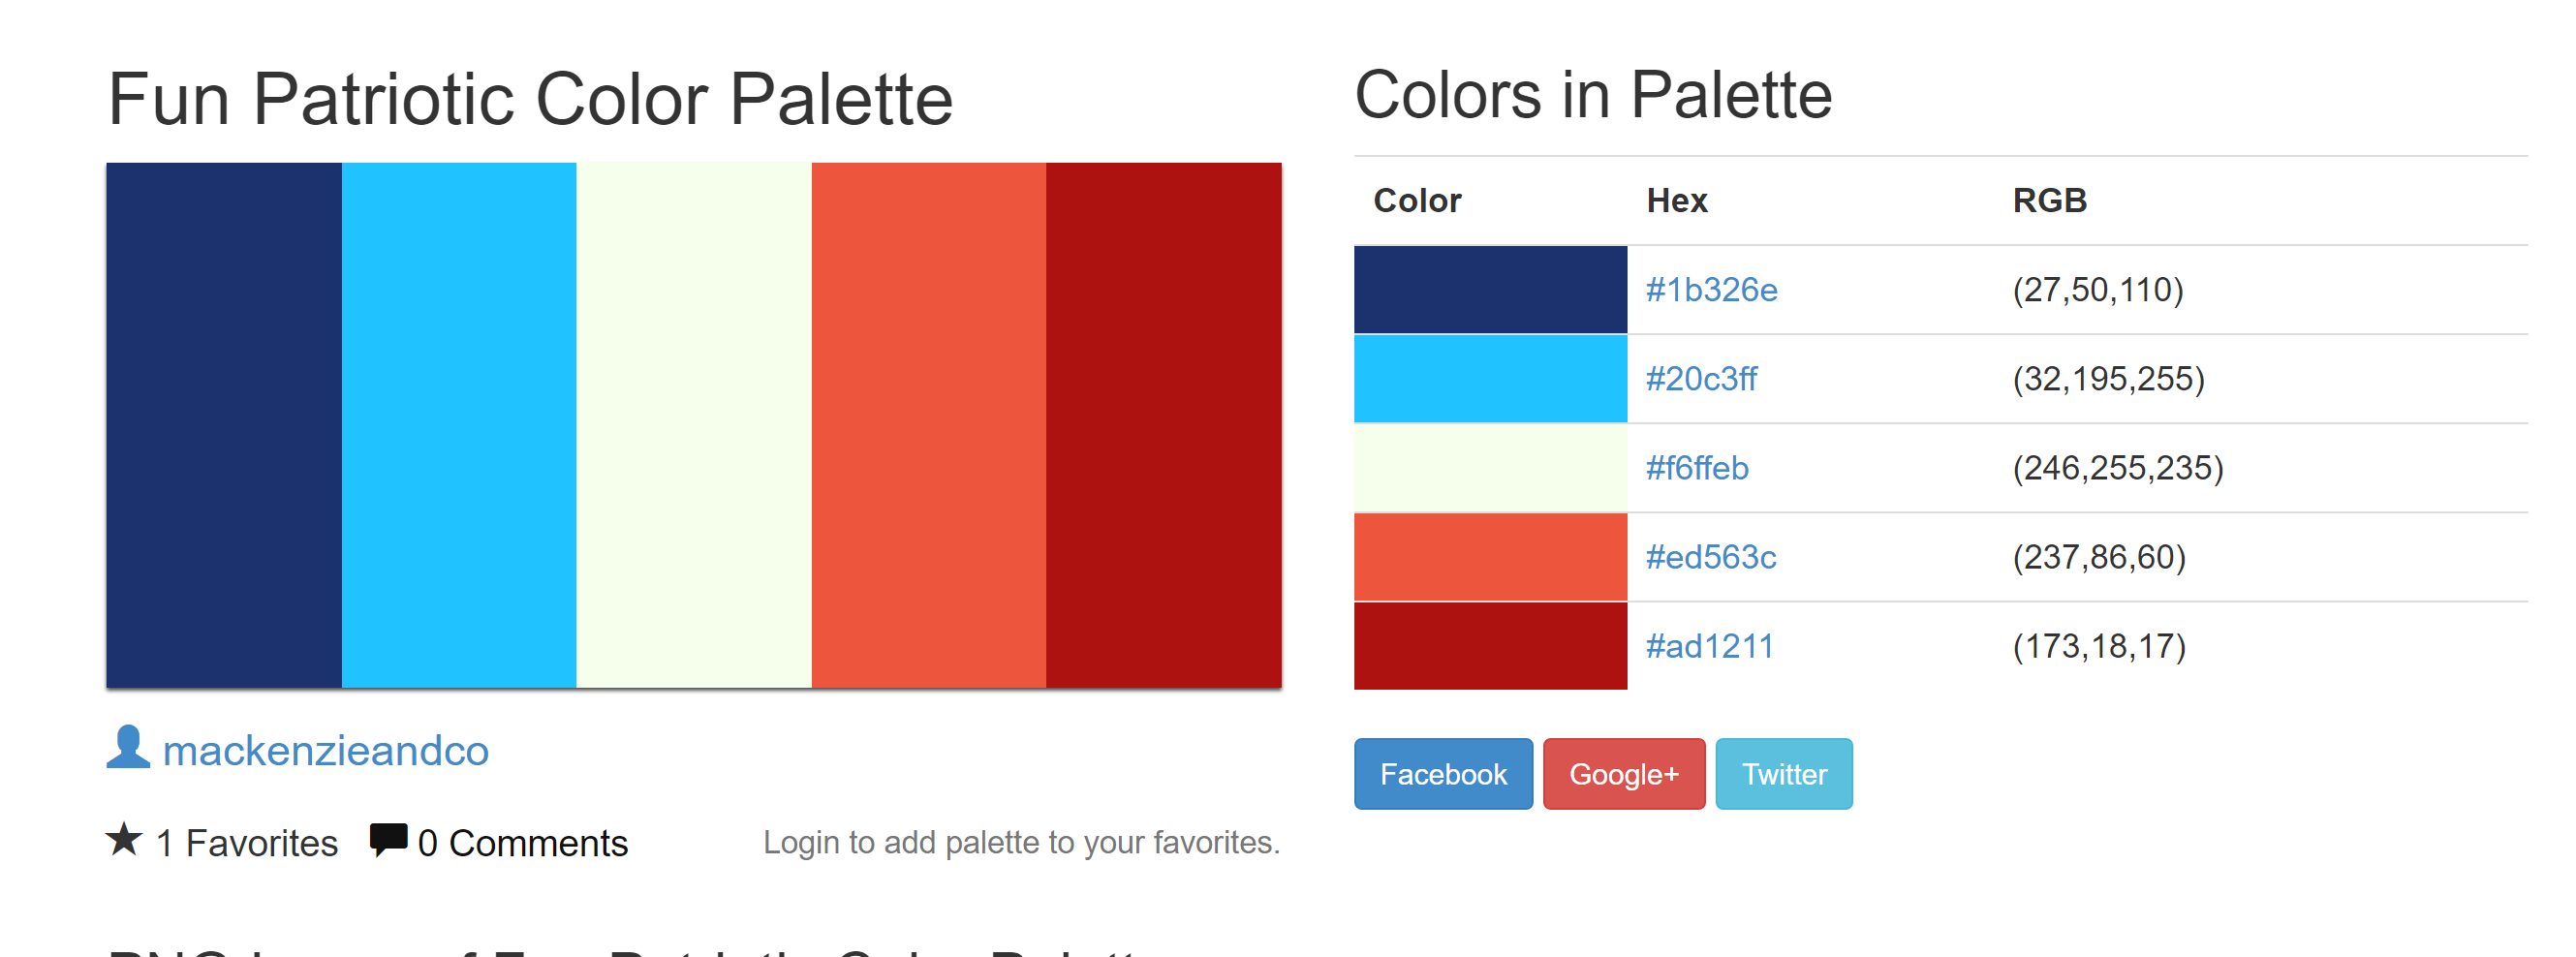 Fun Patriotic Color Palette
mackenzieandco
1 Favorites 0 Comments Login to add palette to your favorites.
Colors in Palette
Color Hex RGB
#1b326e (27,50,110)
#20c3ff (32,195,255)
#f6ffeb (246,255,235)
#ed563c (237,86,60)
#ad1211 (173,18,17)
Facebook Google+ Twitter